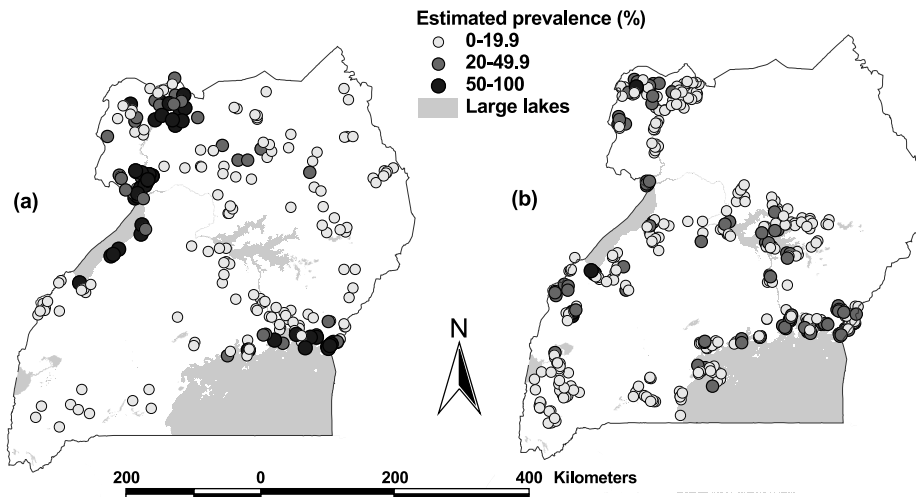 Estimated prevalence (%)
0-19.9
20-49.9
50-100
Large lakes
(a)
(b)
N
200 0 200 400 Kilometers